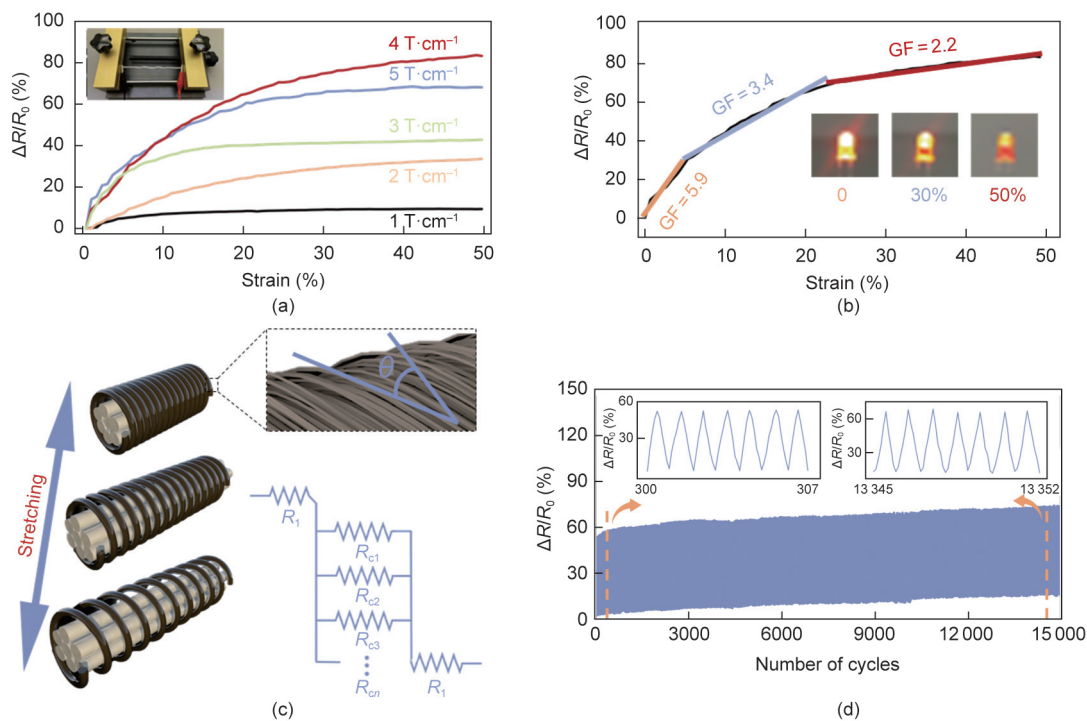 100
80
60
40
20
0
ΔR/R₀ (%)
4 T·cm⁻¹
5 T·cm⁻¹
3 T·cm⁻¹
2 T·cm⁻¹
1 T·cm⁻¹
0 10 20 30 40 50
Strain (%)
(a)
100
80
60
40
20
0
ΔR/R₀ (%)
GF = 5.9
GF = 3.4
GF = 2.2
0 30% 50%
0 10 20 30 40 50
Strain (%)
(b)
Stretching
θ
R₁
R_c1
R_c2
R_c3
R_cn
R₁
(c)
150
120
90
60
30
0
ΔR/R₀ (%)
60
30
ΔR/R₀ (%)
300 307
60
30
ΔR/R₀ (%)
13 345 13 352
0 3000 6000 9000 12 000 15 000
Number of cycles
(d)